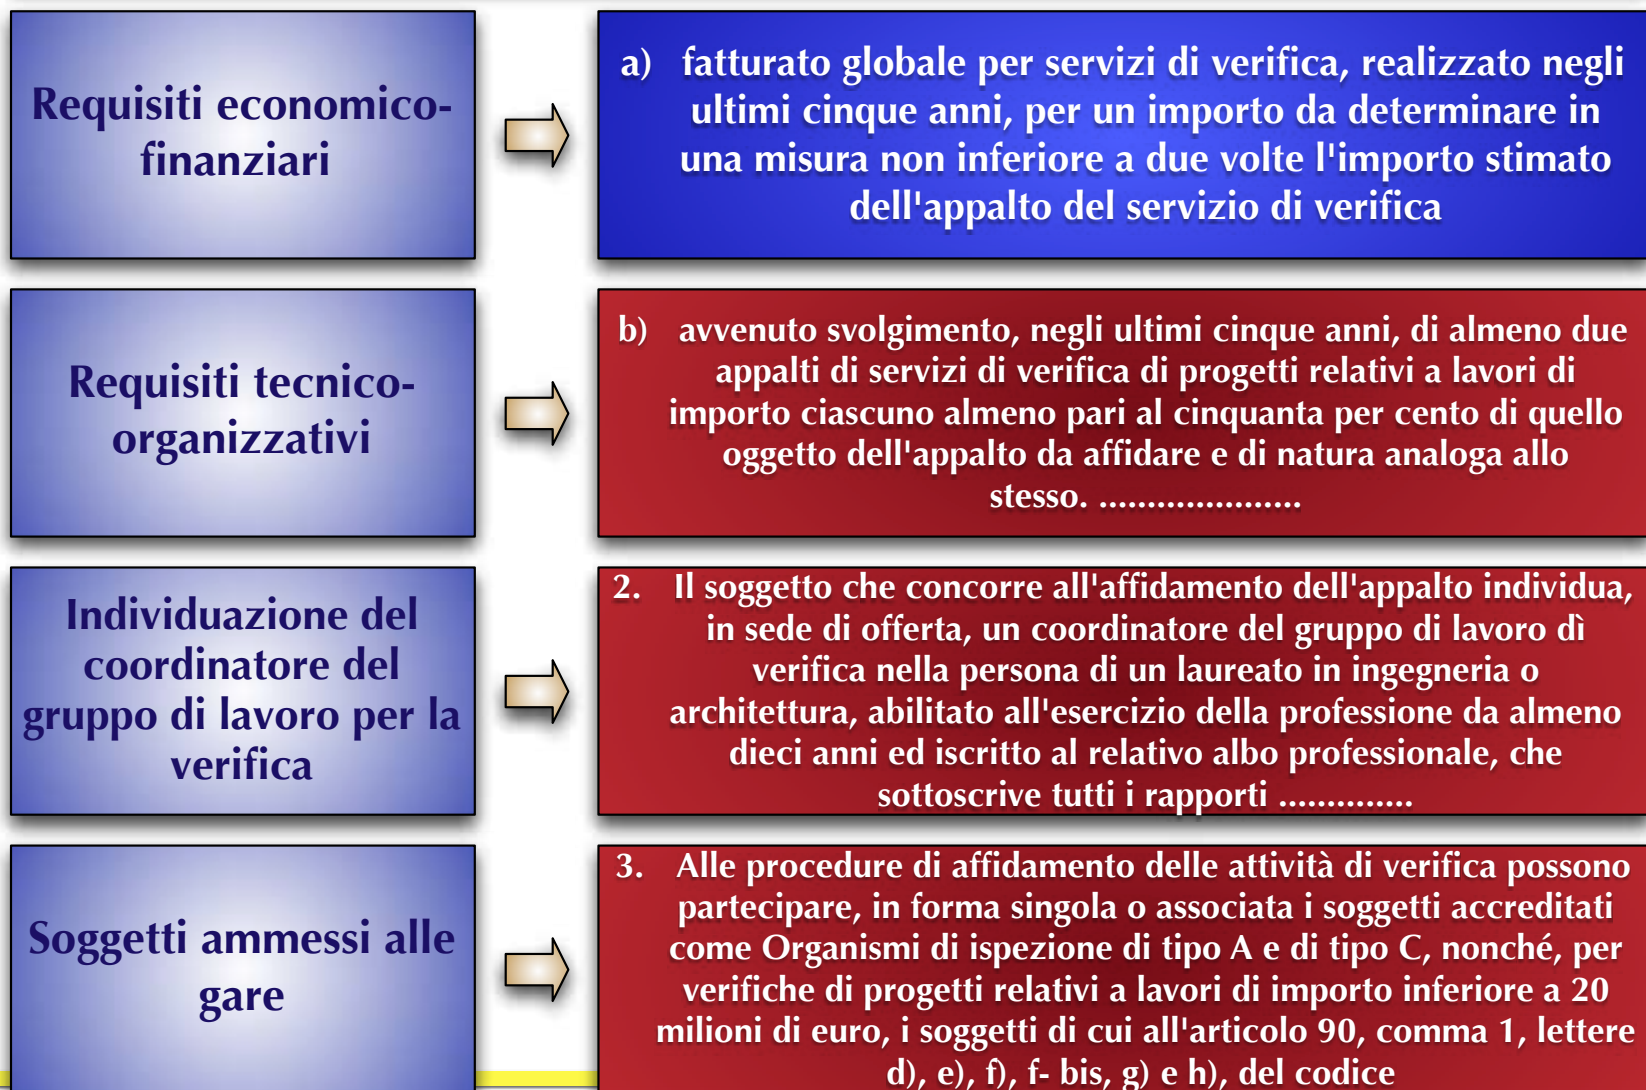 Requisiti economico-
finanziari
a) fatturato globale per servizi di verifica, realizzato negli
ultimi cinque anni, per un importo da determinare in
una misura non inferiore a due volte l'importo stimato
dell'appalto del servizio di verifica
Requisiti tecnico-
organizzativi
b) avvenuto svolgimento, negli ultimi cinque anni, di almeno due
appalti di servizi di verifica di progetti relativi a lavori di
importo ciascuno almeno pari al cinquanta per cento di quello
oggetto dell'appalto da affidare e di natura analoga allo
stesso. .....................
Individuazione del
coordinatore del
gruppo di lavoro per la
verifica
2. Il soggetto che concorre all'affidamento dell'appalto individua,
in sede di offerta, un coordinatore del gruppo di lavoro dì
verifica nella persona di un laureato in ingegneria o
architettura, abilitato all'esercizio della professione da almeno
dieci anni ed iscritto al relativo albo professionale, che
sottoscrive tutti i rapporti ..............
Soggetti ammessi alle
gare
3. Alle procedure di affidamento delle attività di verifica possono
partecipare, in forma singola o associata i soggetti accreditati
come Organismi di ispezione di tipo A e di tipo C, nonché, per
verifiche di progetti relativi a lavori di importo inferiore a 20
milioni di euro, i soggetti di cui all'articolo 90, comma 1, lettere
d), e), f), f- bis, g) e h), del codice